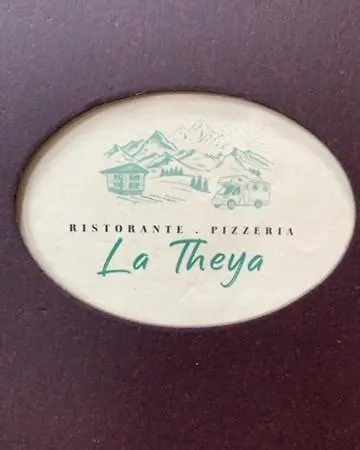 RISTORANTE . PIZZERIA
La Theya